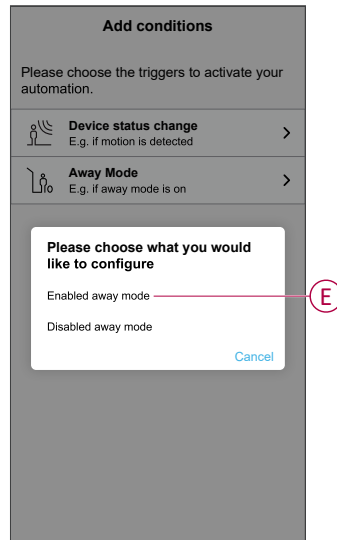 Add conditions
Please choose the triggers to activate your
automation.
Device status change
E.g. if motion is detected
Away Mode
E.g. if away mode is on
Please choose what you would
like to configure
Enabled away mode
E
Disabled away mode
Cancel